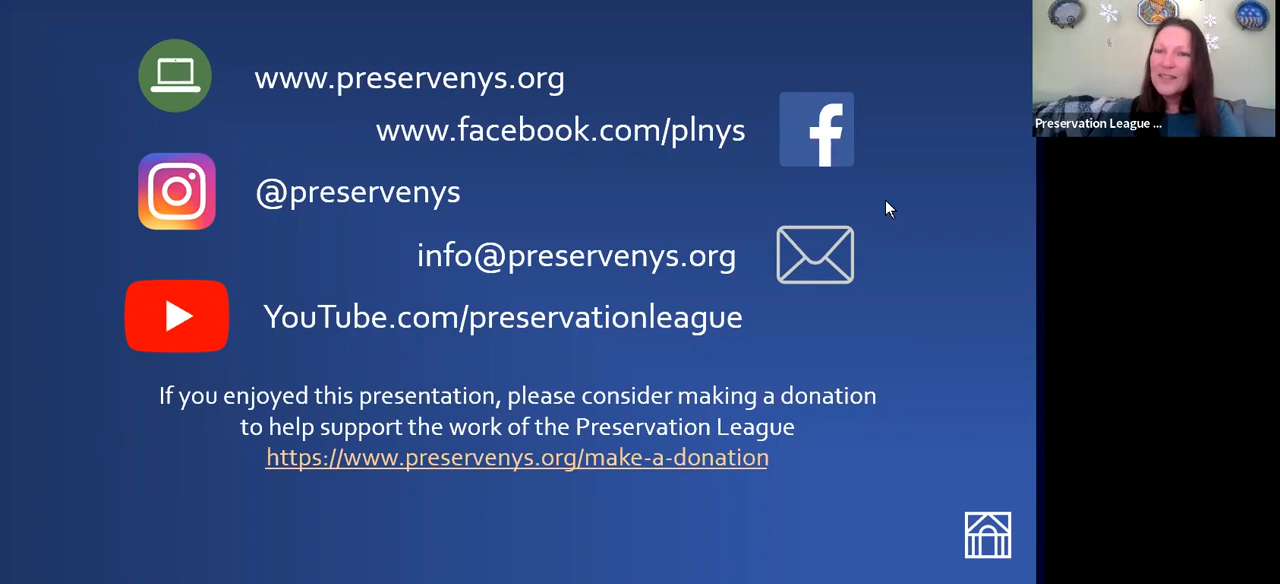 www.preservenys.org
www.facebook.com/plnys
@preservenys
info@preservenys.org
YouTube.com/preservationleague
If you enjoyed this presentation, please consider making a donation
to help support the work of the Preservation League
https://www.preservenys.org/make-a-donation
Preservation League ...